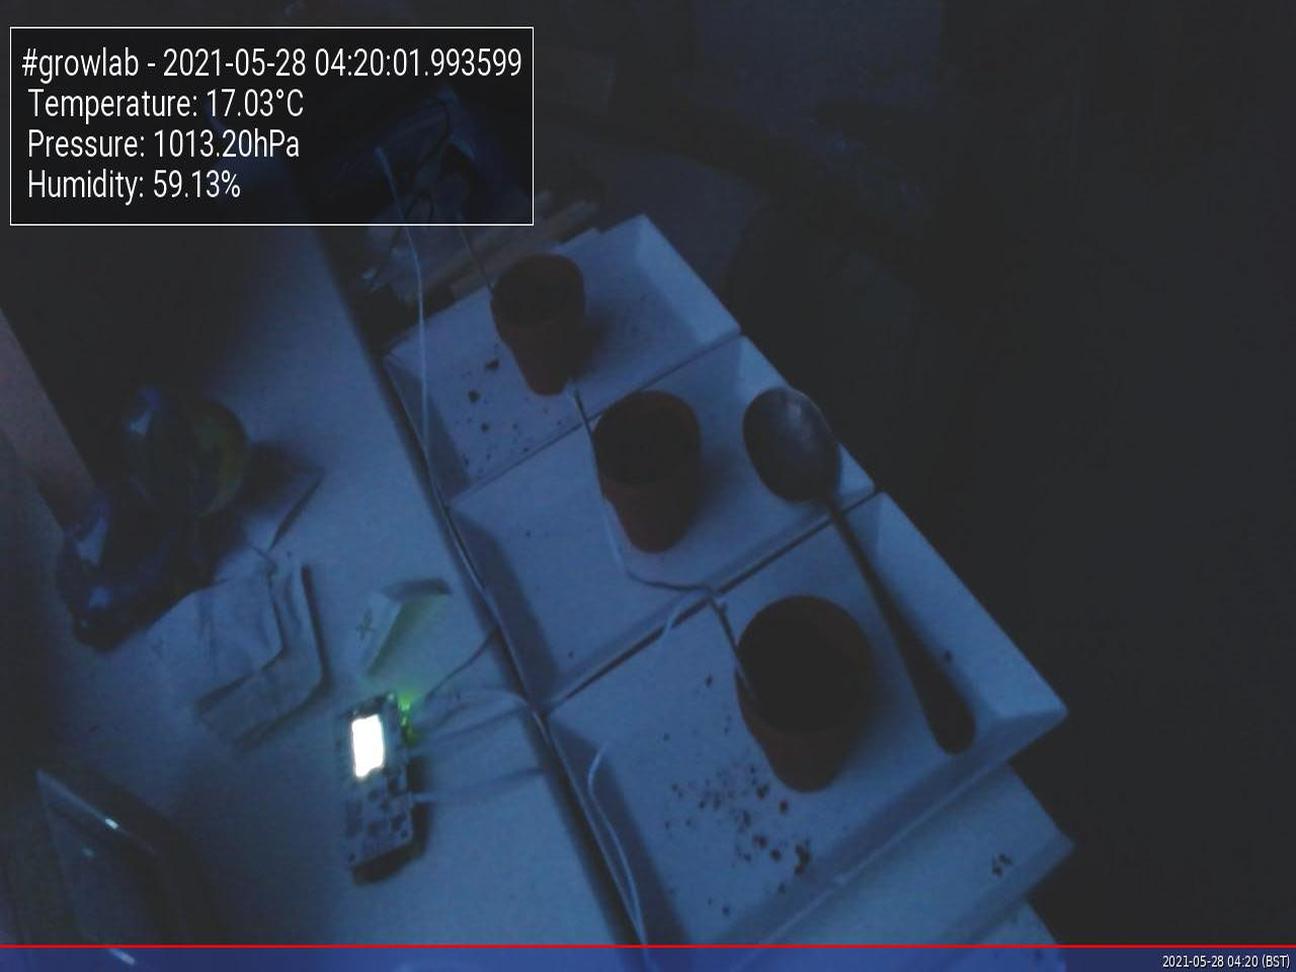 #growlab - 2021-05-28 04:20:01.993599
Temperature: 17.03°C
Pressure: 1013.20hPa
Humidity: 59.13%
2021-05-28 04:20 (BST)